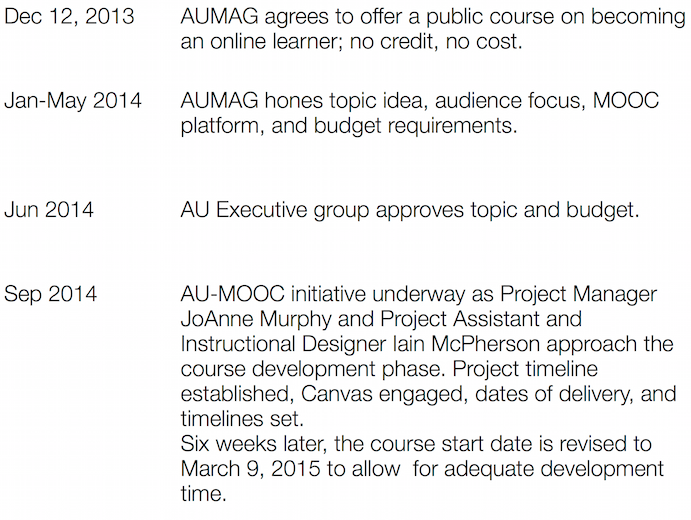 Dec 12, 2013 AUMAG agrees to offer a public course on becoming
an online learner; no credit, no cost.
Jan-May 2014 AUMAG hones topic idea, audience focus, MOOC
platform, and budget requirements.
Jun 2014 AU Executive group approves topic and budget.
Sep 2014 AU-MOOC initiative underway as Project Manager
JoAnne Murphy and Project Assistant and
Instructional Designer Iain McPherson approach the
course development phase. Project timeline
established, Canvas engaged, dates of delivery, and
timelines set.
Six weeks later, the course start date is revised to
March 9, 2015 to allow  for adequate development
time.